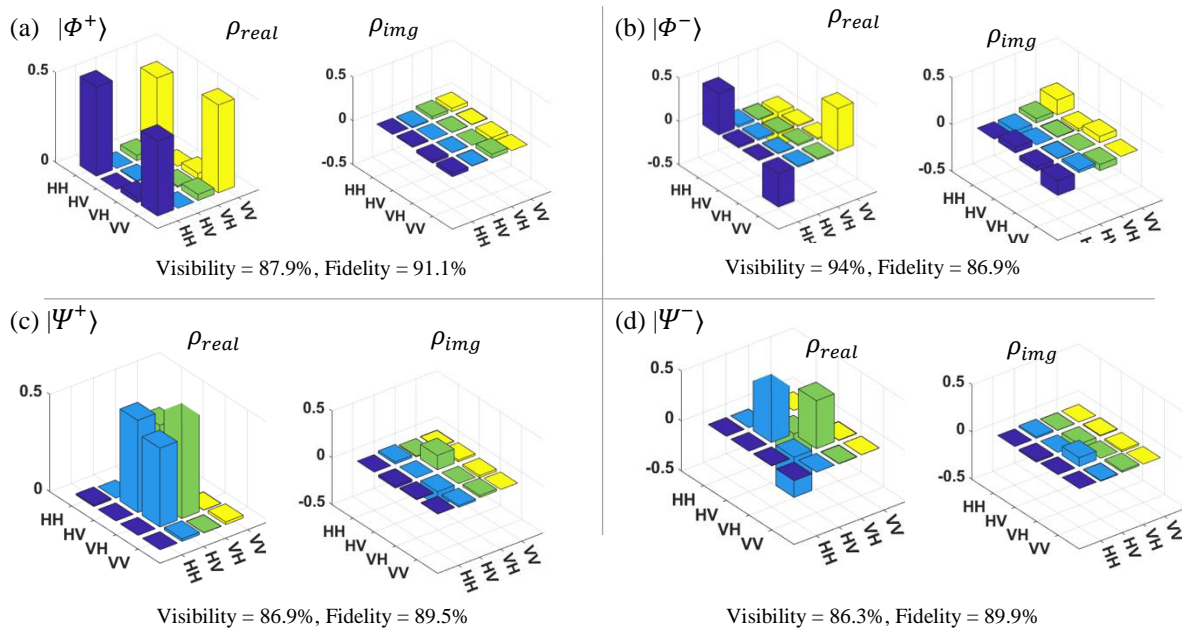 (a) |Φ⁺⟩ ρ_real ρ_img
0.5
0
HH
HV
VH
VV
HH
HV
VH
VV
0.5
0
-0.5
HH
HV
VH
VV
HH
HV
VH
VV
Visibility = 87.9%, Fidelity = 91.1%
(b) |Φ⁻⟩ ρ_real ρ_img
0.5
0
-0.5
HH
HV
VH
VV
HH
HV
VH
VV
0.5
0
-0.5
HH
HV
VH
VV
HH
HV
VH
VV
Visibility = 94%, Fidelity = 86.9%
(c) |Ψ⁺⟩ ρ_real ρ_img
0.5
0
HH
HV
VH
VV
HH
HV
VH
VV
0.5
0
-0.5
HH
HV
VH
VV
HH
HV
VH
VV
Visibility = 86.9%, Fidelity = 89.5%
(d) |Ψ⁻⟩ ρ_real ρ_img
0.5
0
-0.5
HH
HV
VH
VV
HH
HV
VH
VV
0.5
0
-0.5
HH
HV
VH
VV
HH
HV
VH
VV
Visibility = 86.3%, Fidelity = 89.9%